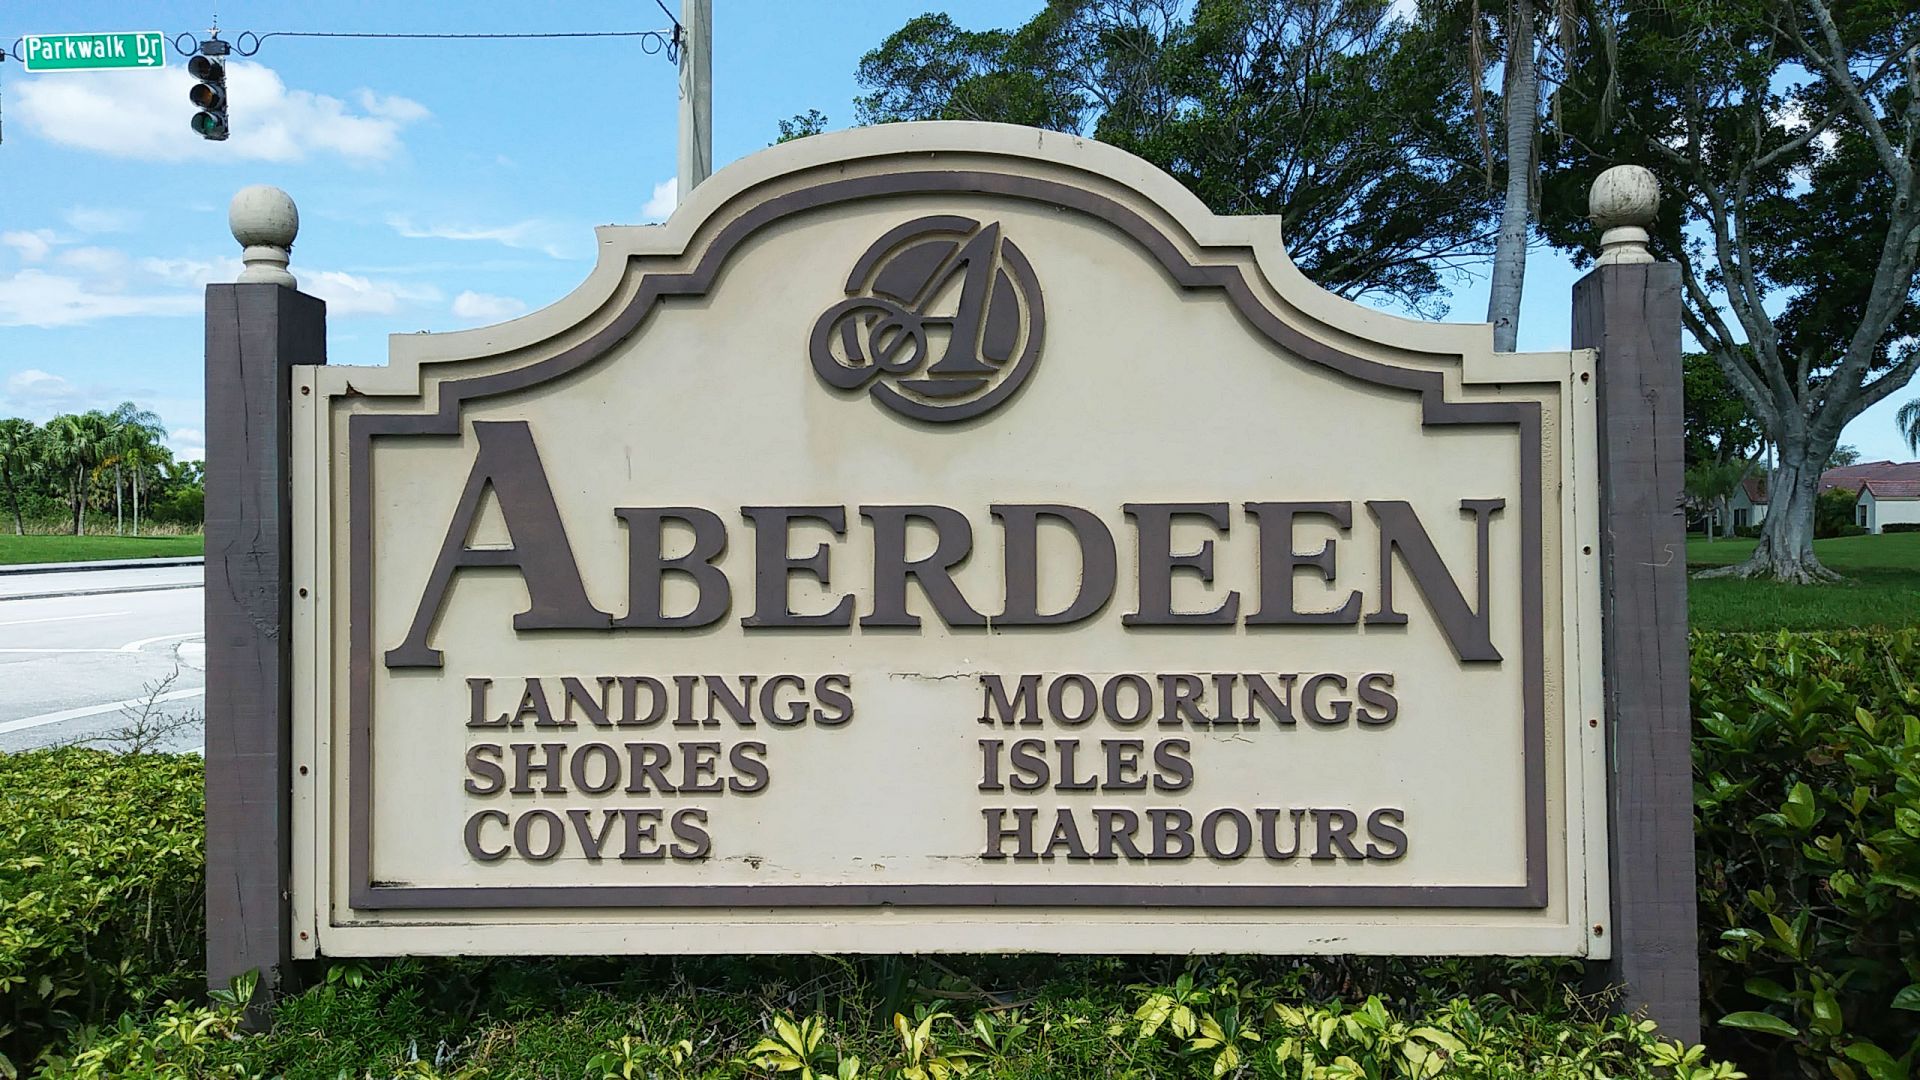 Parkwalk Dr →
A
ABERDEEN
LANDINGS MOORINGS
SHORES ISLES
COVES HARBOURS